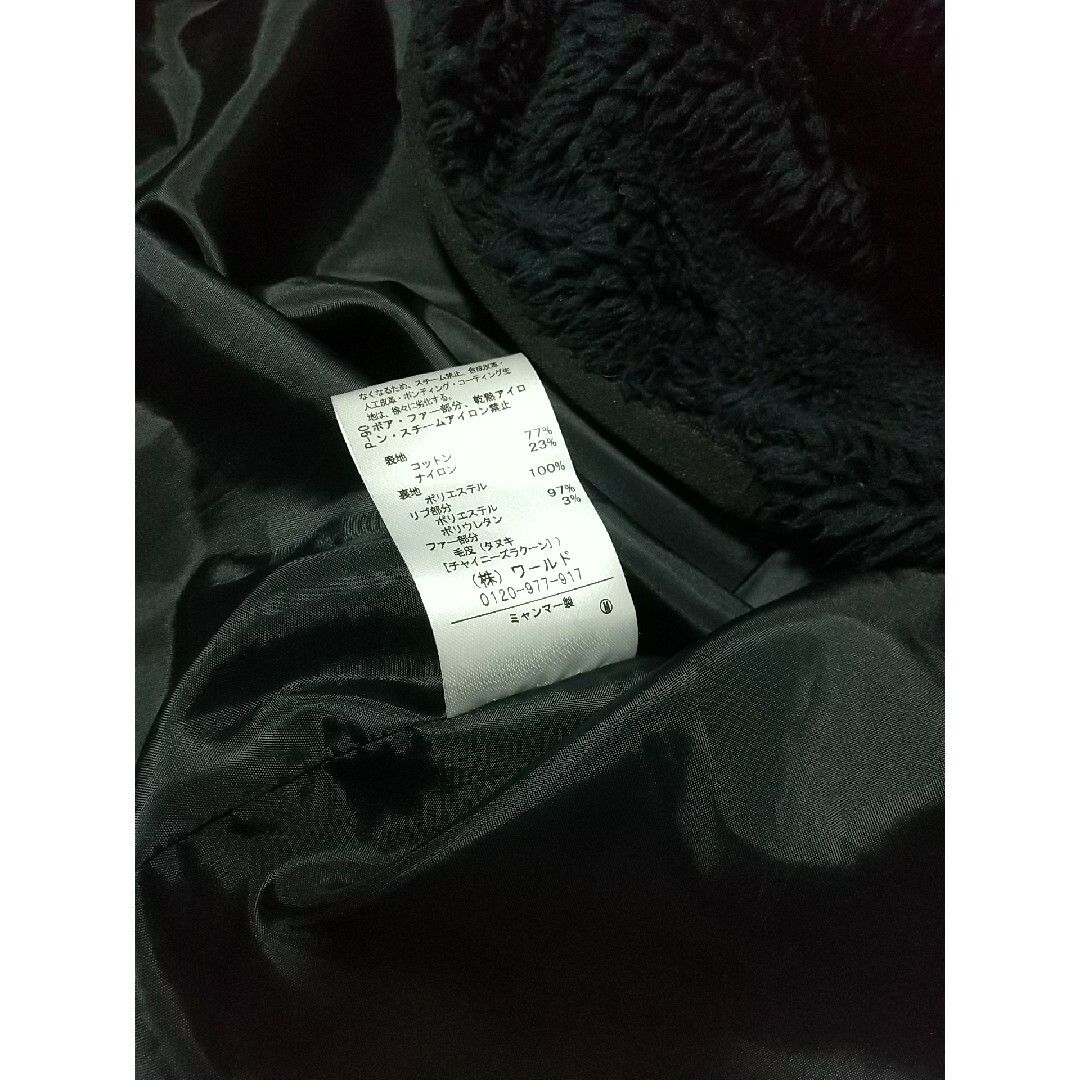 なくなるため、スチーム禁止、合成皮革/
人工皮革・ボンディング・コーティング生
地は、徐々に劣化する。
P-90 ボア・ファー部分、乾熱アイロ
ン・スチームアイロン禁止
表地
コットン 77%
ナイロン 23%
裏地 ポリエステル 100%
リブ部分
ポリエステル 97%
ポリウレタン 3%
ファー部分
毛皮(タヌキ
[チャイニーズラクーン])
(株)ワールド
0120-977-917
ミャンマー製 M